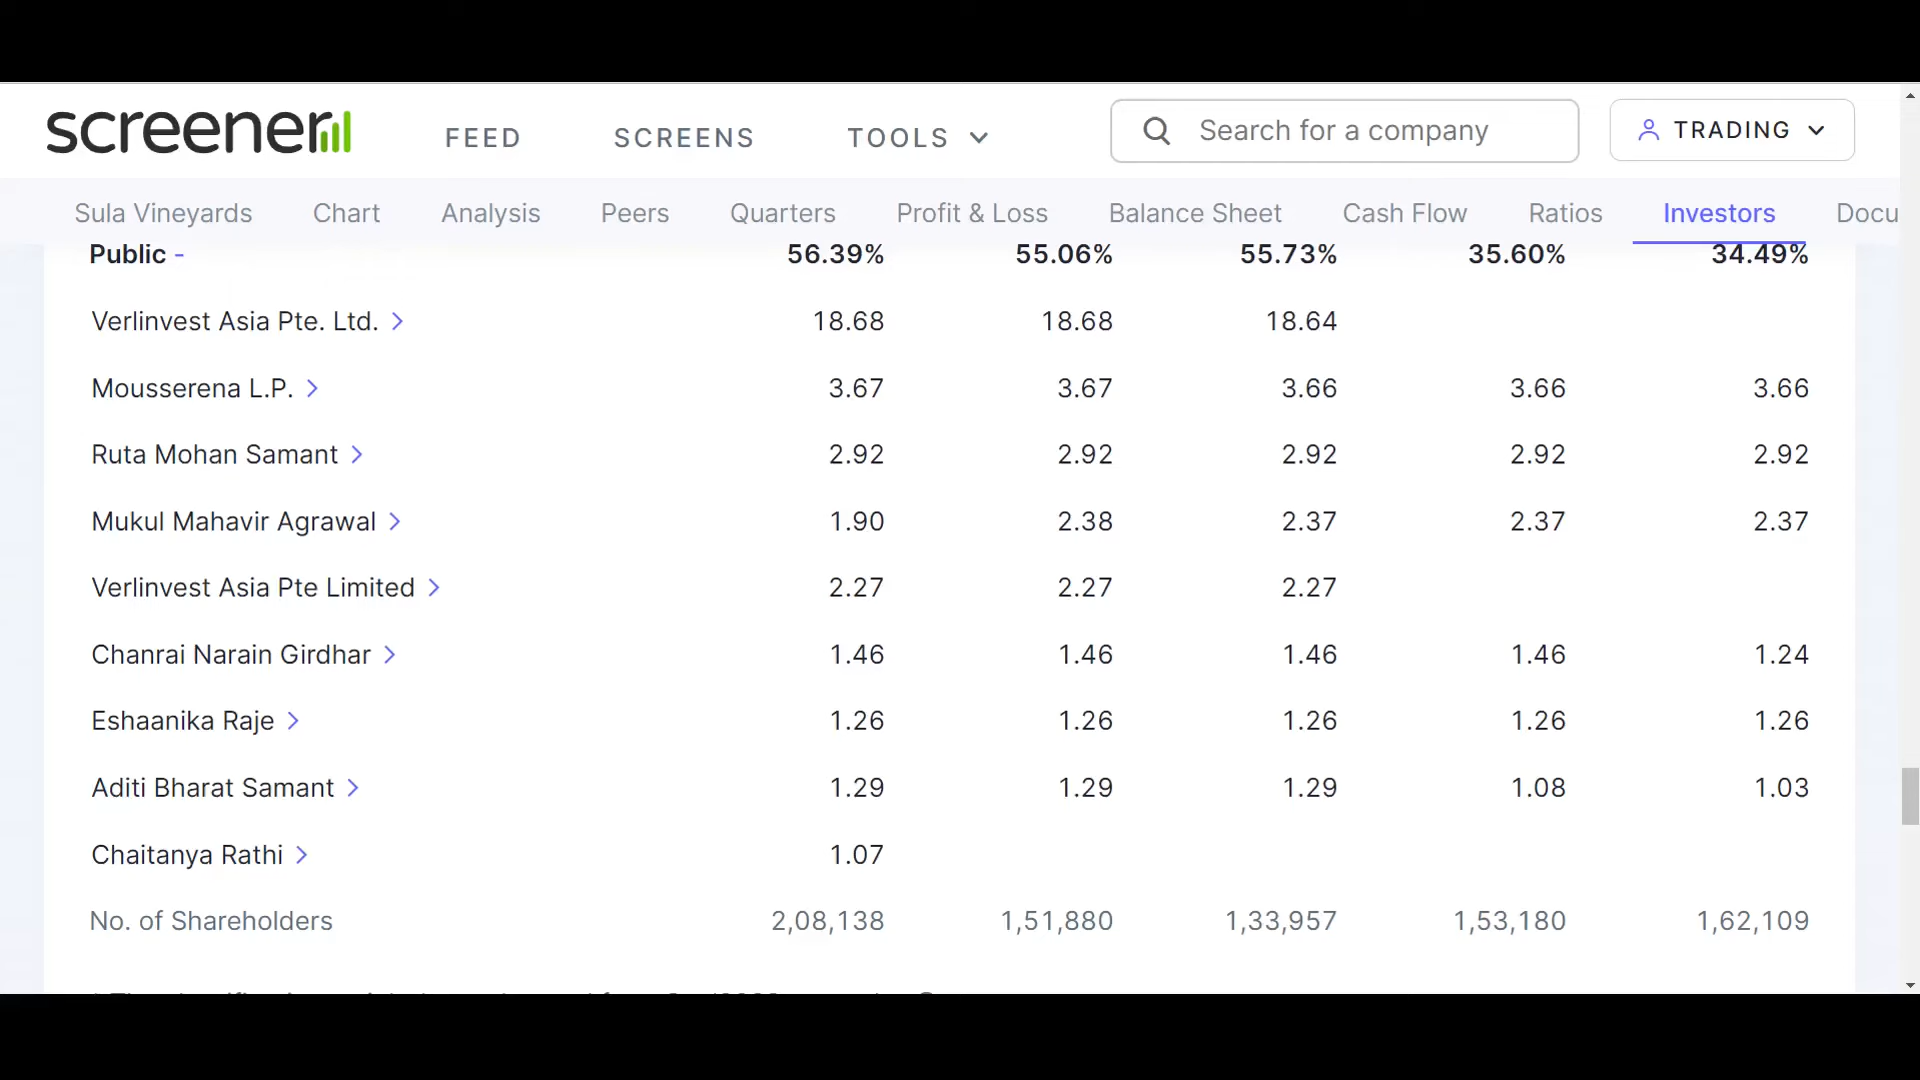 screener FEED SCREENS TOOLS Search for a company TRADING
Sula Vineyards Chart Analysis Peers Quarters Profit & Loss Balance Sheet Cash Flow Ratios Investors Docu
Public - 56.39% 55.06% 55.73% 35.60% 34.49%
Verlinvest Asia Pte. Ltd. 18.68 18.68 18.64
Mousserena L.P. 3.67 3.67 3.66 3.66 3.66
Ruta Mohan Samant 2.92 2.92 2.92 2.92 2.92
Mukul Mahavir Agrawal 1.90 2.38 2.37 2.37 2.37
Verlinvest Asia Pte Limited 2.27 2.27 2.27
Chanrai Narain Girdhar 1.46 1.46 1.46 1.46 1.24
Eshaanika Raje 1.26 1.26 1.26 1.26 1.26
Aditi Bharat Samant 1.29 1.29 1.29 1.08 1.03
Chaitanya Rathi 1.07
No. of Shareholders 2,08,138 1,51,880 1,33,957 1,53,180 1,62,109